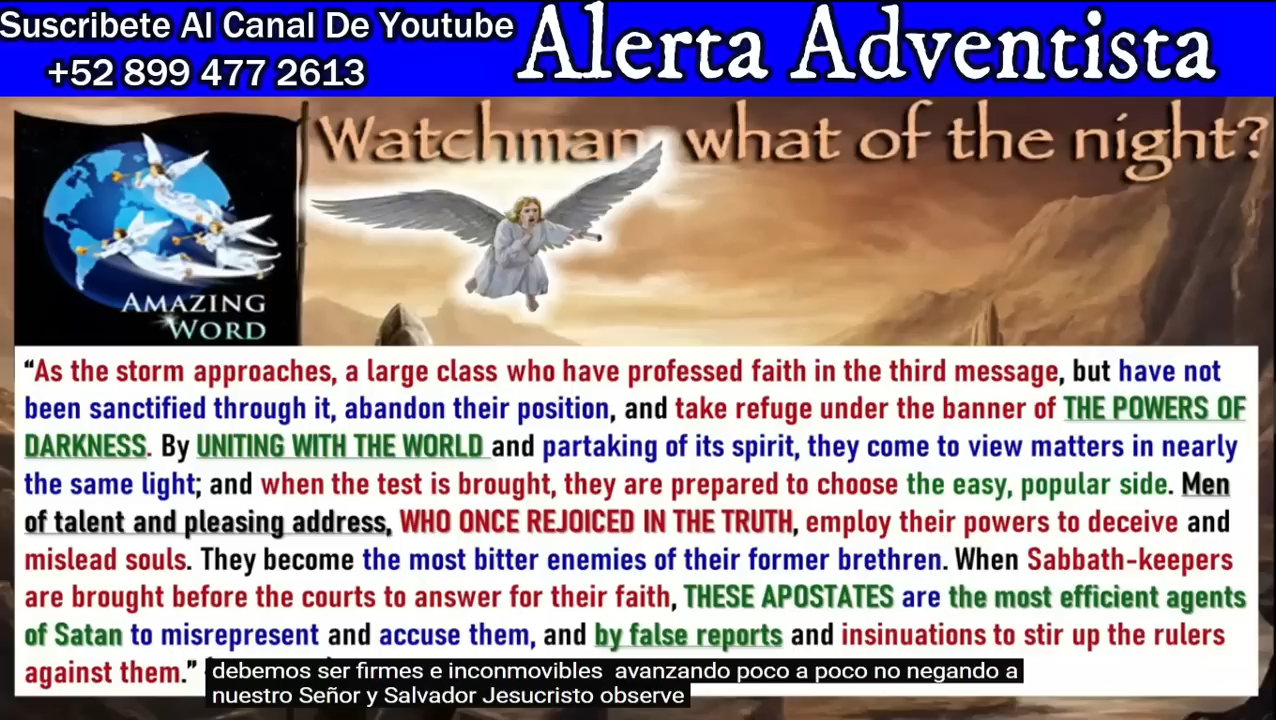 Suscribete Al Canal De Youtube
+52 899 477 2613
Alerta Adventista
Watchman what of the night?
AMAZING
WORD
“As the storm approaches, a large class who have professed faith in the third message, but have not
been sanctified through it, abandon their position, and take refuge under the banner of THE POWERS OF
DARKNESS. By UNITING WITH THE WORLD and partaking of its spirit, they come to view matters in nearly
the same light; and when the test is brought, they are prepared to choose the easy, popular side. Men
of talent and pleasing address, WHO ONCE REJOICED IN THE TRUTH, employ their powers to deceive and
mislead souls. They become the most bitter enemies of their former brethren. When Sabbath-keepers
are brought before the courts to answer for their faith, THESE APOSTATES are the most efficient agents
of Satan to misrepresent and accuse them, and by false reports and insinuations to stir up the rulers
against them.”
debemos ser firmes e inconmovibles avanzando poco a poco no negando a
nuestro Señor y Salvador Jesucristo observe